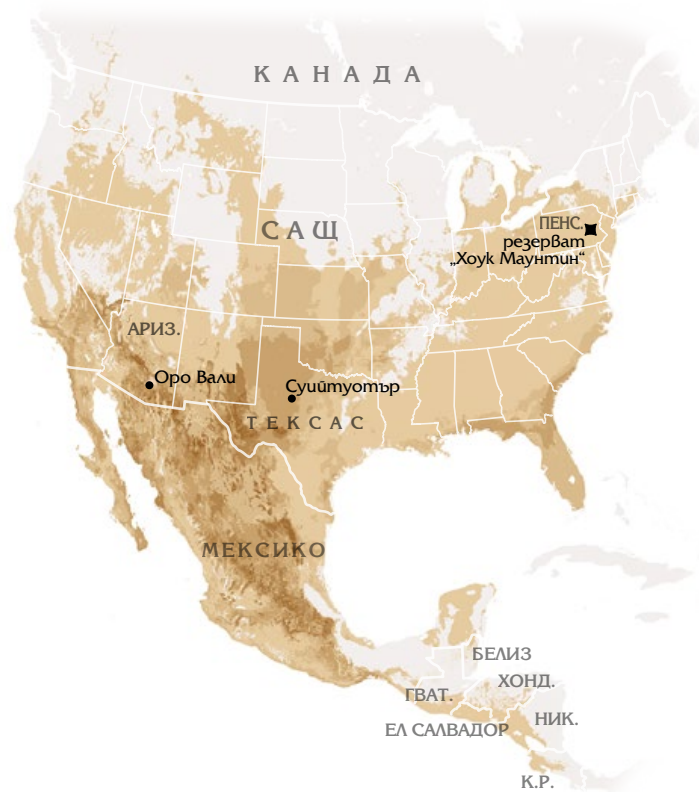 КАНАДА
САЩ
ПЕНС.
резерват
„Хоук Маунтин“
АРИЗ.
Оро Вали
Суийтуотър
ТЕКСАС
МЕКСИКО
БЕЛИЗ
ХОНД.
ГВАТ.
НИК.
ЕЛ САЛВАДОР
К.Р.